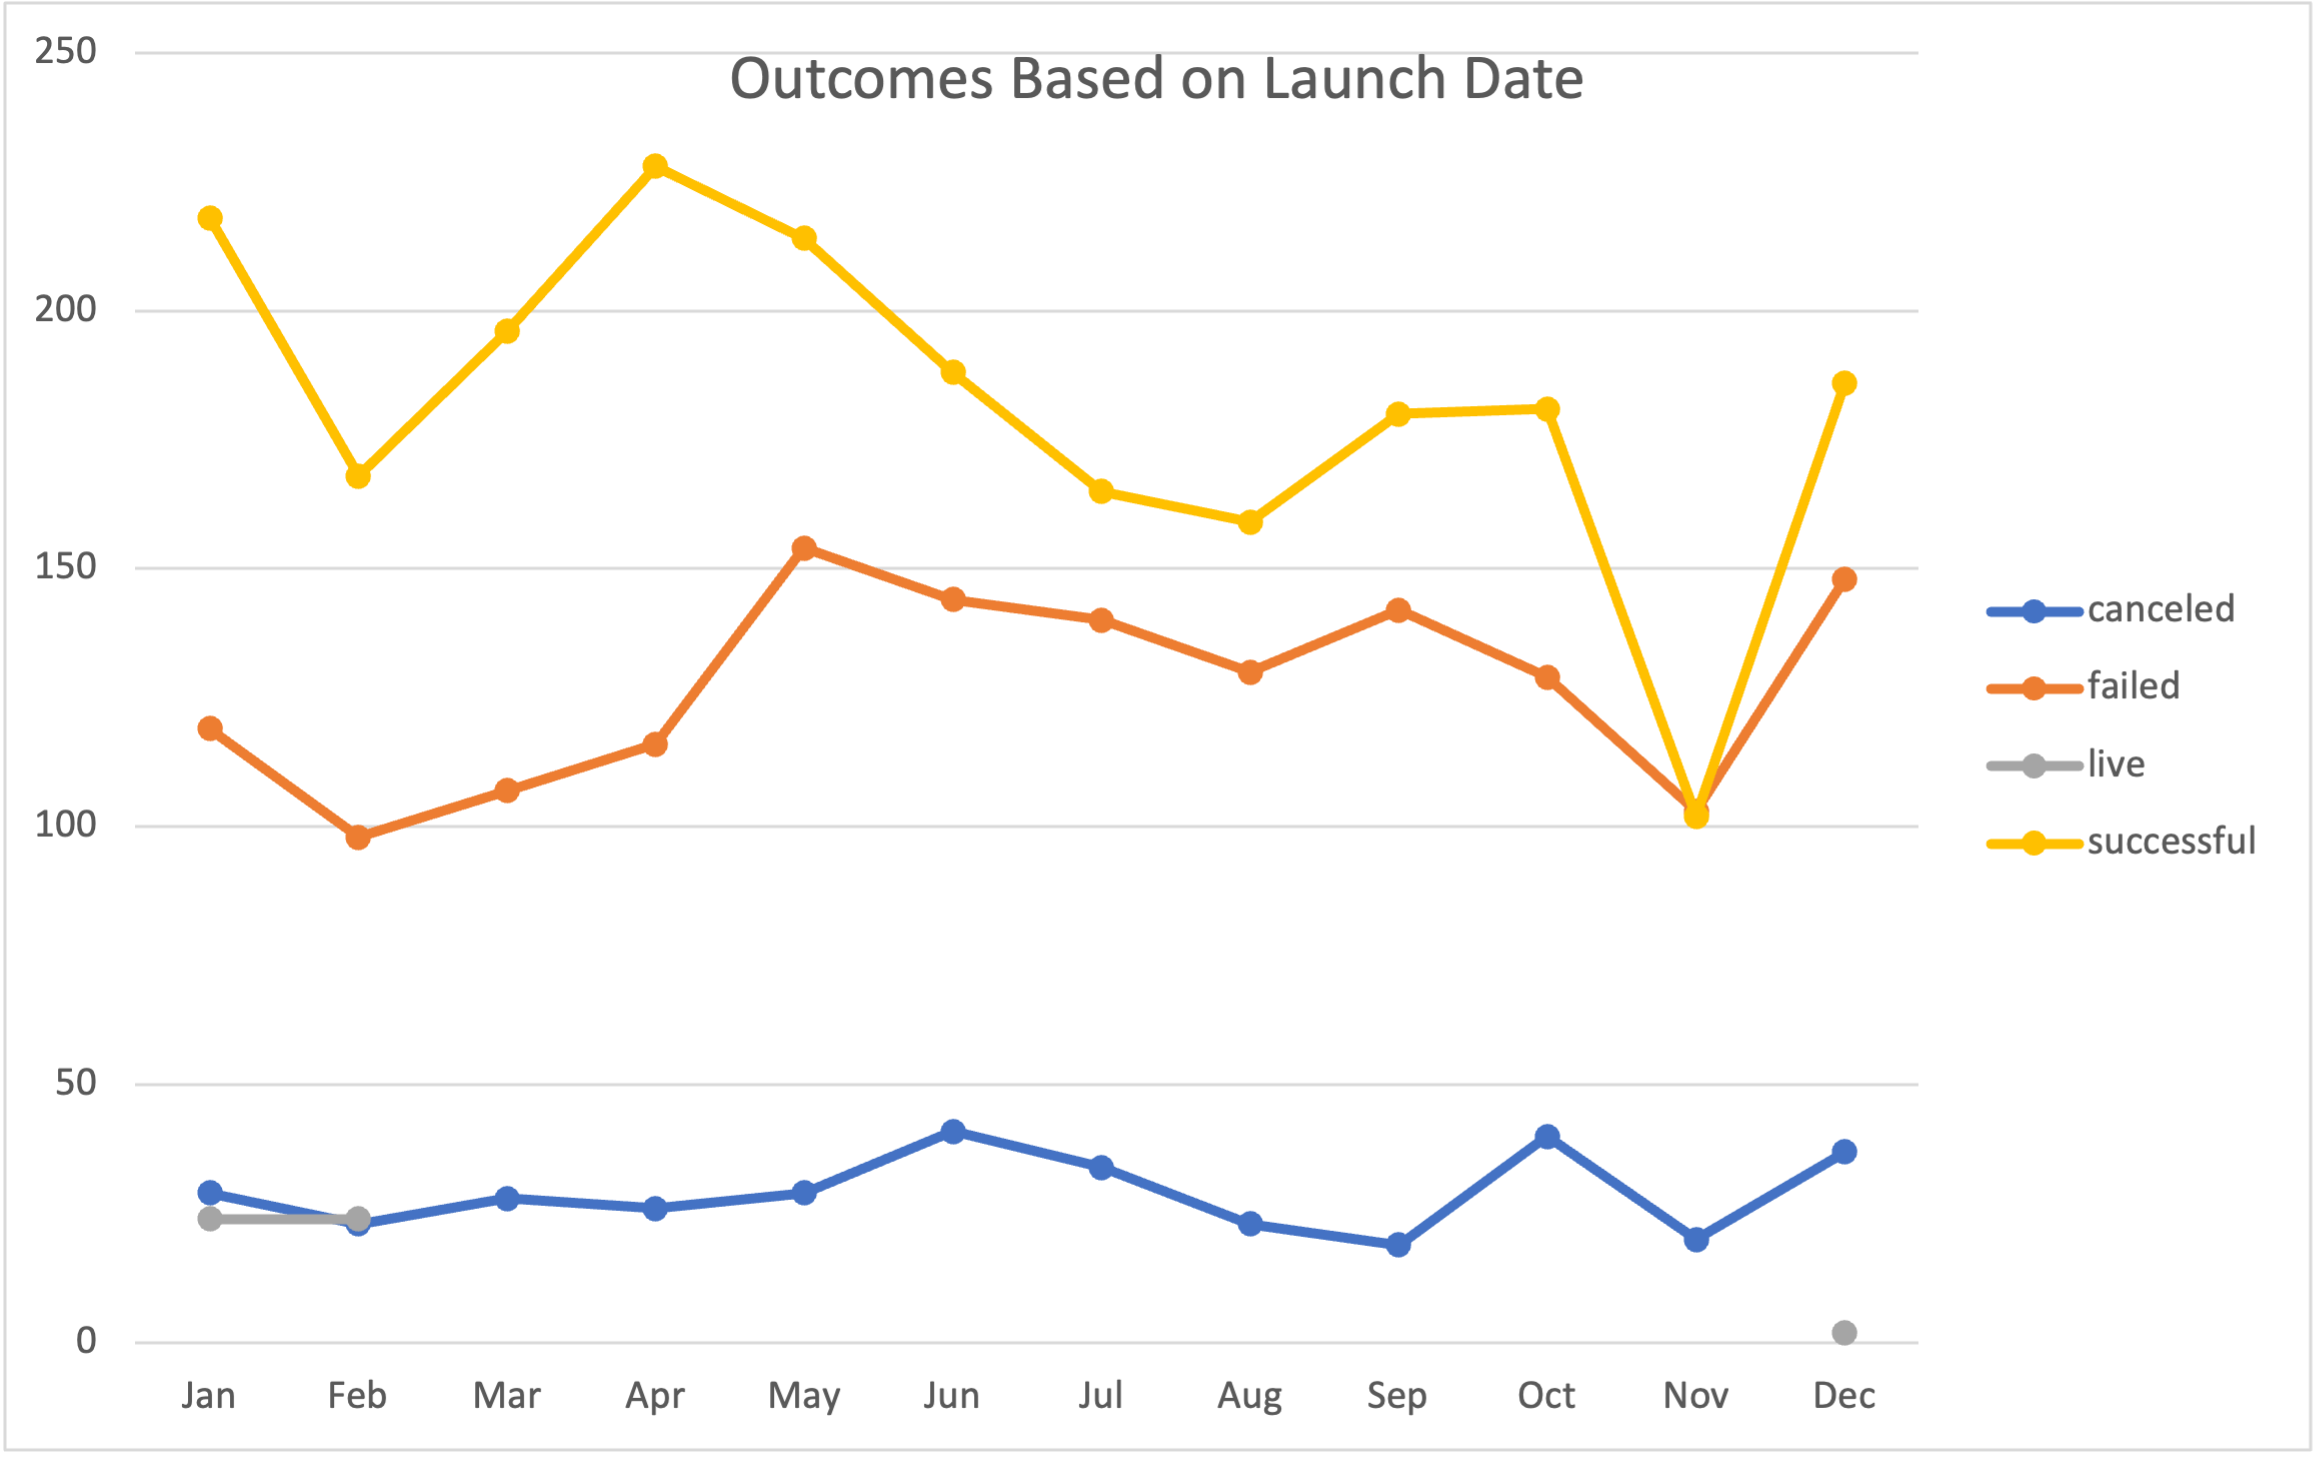 Outcomes Based on Launch Date
250
200
150
100
50
0
Jan Feb Mar Apr May Jun Jul Aug Sep Oct Nov Dec
canceled
failed
live
successful